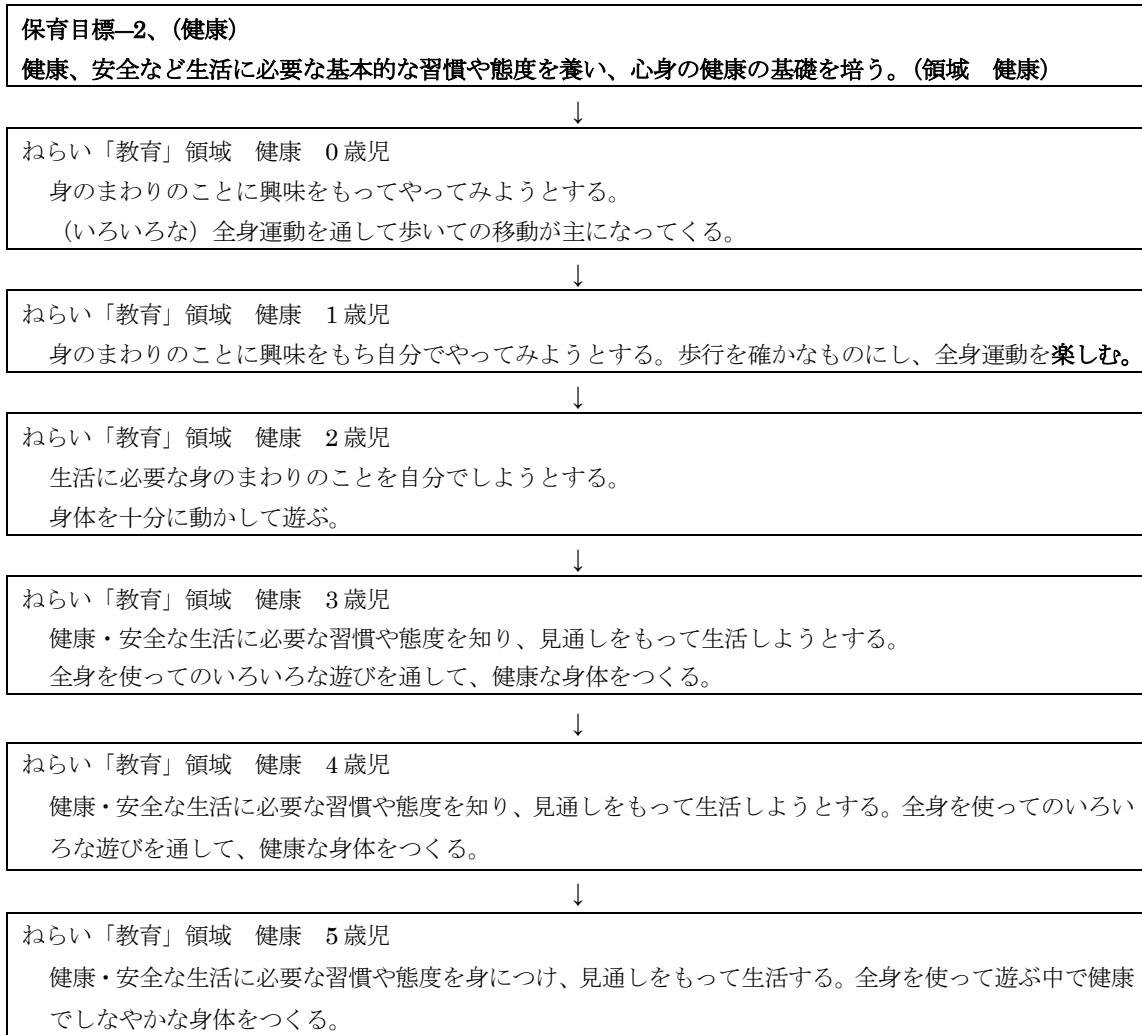 保育目標―2、（健康）
健康、安全など生活に必要な基本的な習慣や態度を養い、心身の健康の基礎を培う。（領域　健康）
↓
ねらい「教育」領域　健康　0歳児
身のまわりのことに興味をもってやってみようとする。
（いろいろな）全身運動を通して歩いての移動が主になってくる。
↓
ねらい「教育」領域　健康　1歳児
身のまわりのことに興味をもち自分でやってみようとする。歩行を確かなものにし、全身運動を楽しむ。
↓
ねらい「教育」領域　健康　2歳児
生活に必要な身のまわりのことを自分でしようとする。
身体を十分に動かして遊ぶ。
↓
ねらい「教育」領域　健康　3歳児
健康・安全な生活に必要な習慣や態度を知り、見通しをもって生活しようとする。
全身を使ってのいろいろな遊びを通して、健康な身体をつくる。
↓
ねらい「教育」領域　健康　4歳児
健康・安全な生活に必要な習慣や態度を知り、見通しをもって生活しようとする。全身を使ってのいろい
ろな遊びを通して、健康な身体をつくる。
↓
ねらい「教育」領域　健康　5歳児
健康・安全な生活に必要な習慣や態度を身につけ、見通しをもって生活する。全身を使って遊ぶ中で健康
でしなやかな身体をつくる。